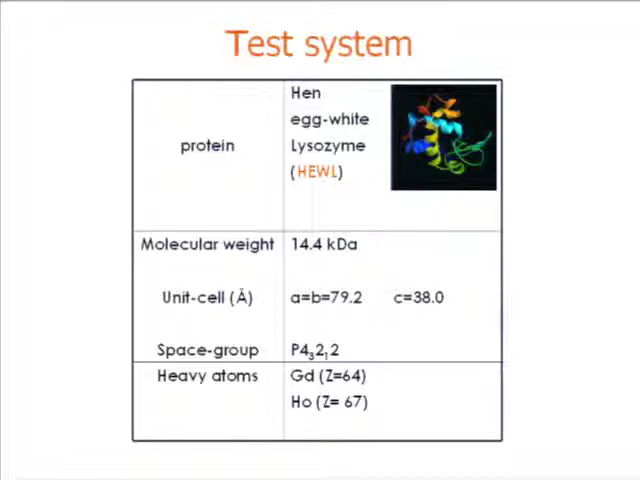 Test system
protein
Hen
egg-white
Lysozyme
(HEWL)
Molecular weight 14.4 kDa
Unit-cell (Å) a=b=79.2 c=38.0
Space-group P4₃2₁2
Heavy atoms Gd (Z=64)
Ho (Z= 67)